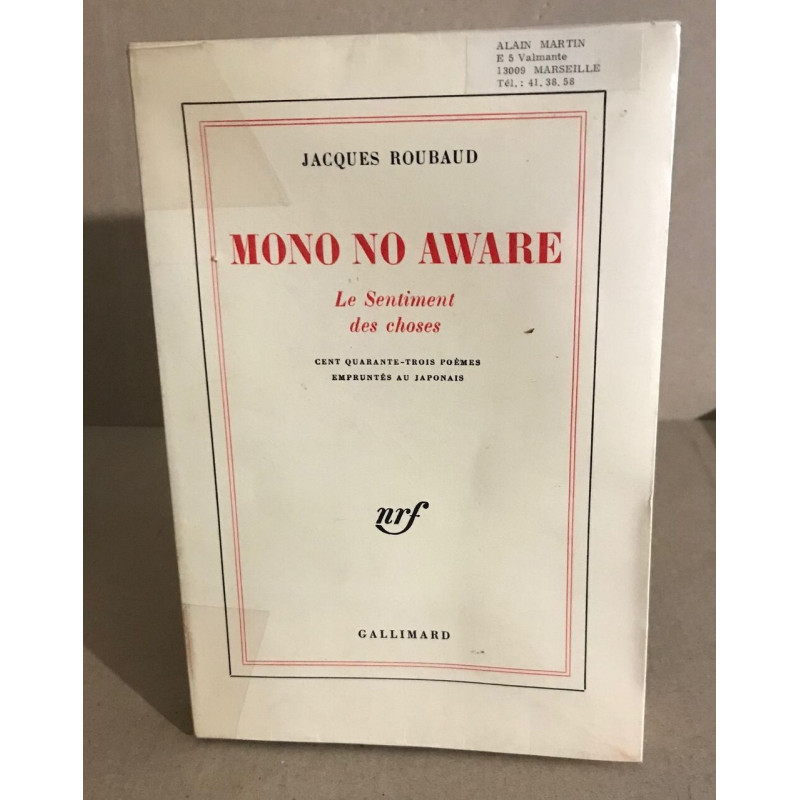 ALAIN MARTIN
E 5 Valmante
13009 MARSEILLE
Tél. : 41. 38. 58
JACQUES ROUBAUD
MONO NO AWARE
Le Sentiment
des choses
CENT QUARANTE-TROIS POÈMES
EMPRUNTÉS AU JAPONAIS
nrf
GALLIMARD